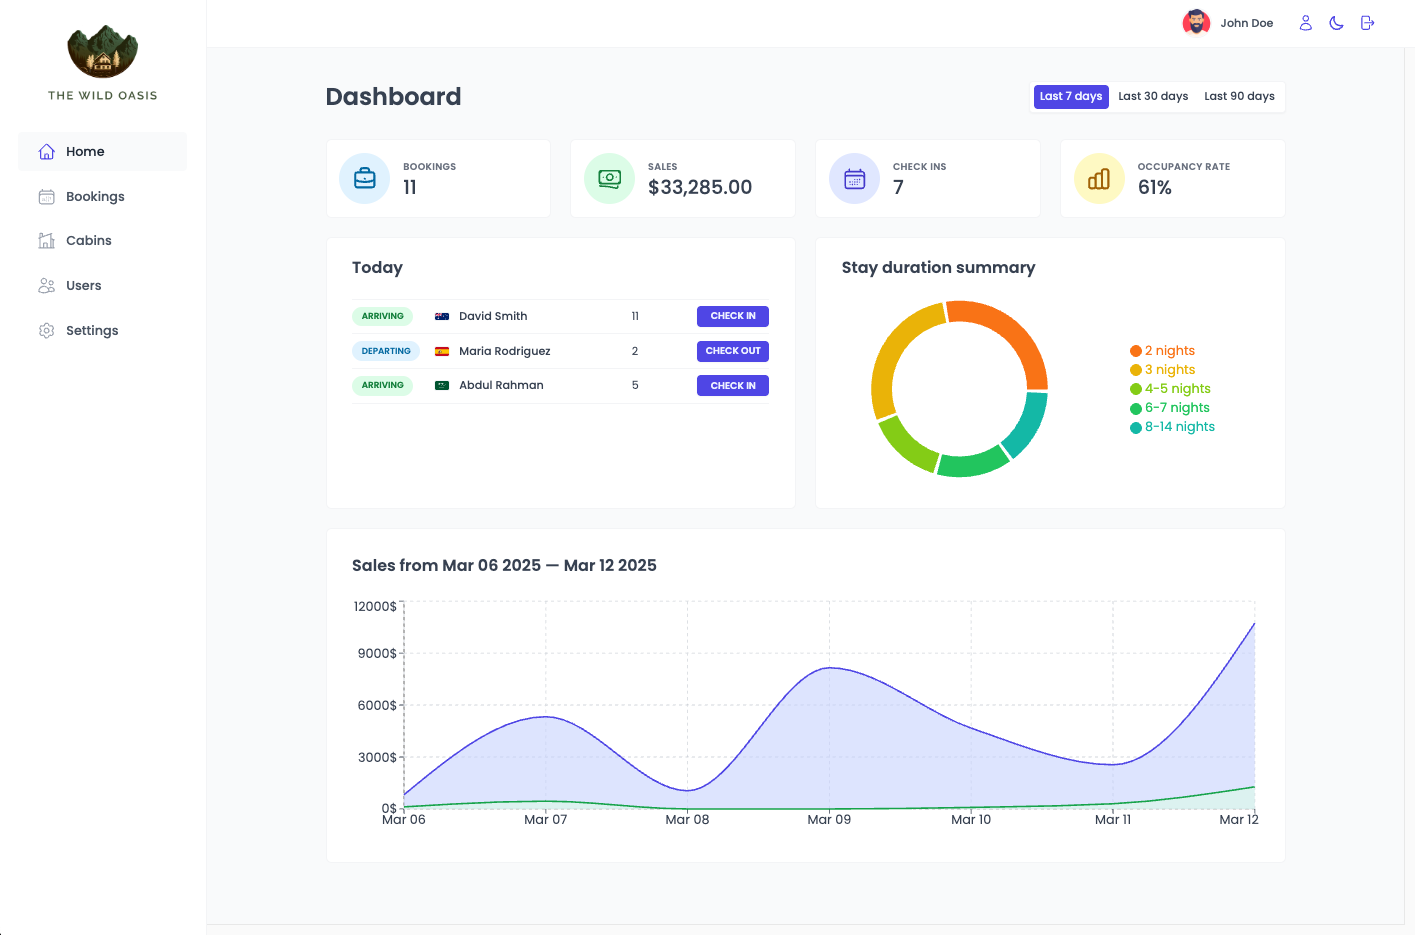 THE WILD OASIS
Home
Bookings
Cabins
Users
Settings
John Doe
Dashboard
Last 7 days Last 30 days Last 90 days
BOOKINGS
11
SALES
$33,285.00
CHECK INS
7
OCCUPANCY RATE
61%
Today
ARRIVING David Smith 11 CHECK IN
DEPARTING Maria Rodriguez 2 CHECK OUT
ARRIVING Abdul Rahman 5 CHECK IN
Stay duration summary
2 nights
3 nights
4-5 nights
6-7 nights
8-14 nights
Sales from Mar 06 2025 — Mar 12 2025
12000$
9000$
6000$
3000$
0$
Mar 06 Mar 07 Mar 08 Mar 09 Mar 10 Mar 11 Mar 12